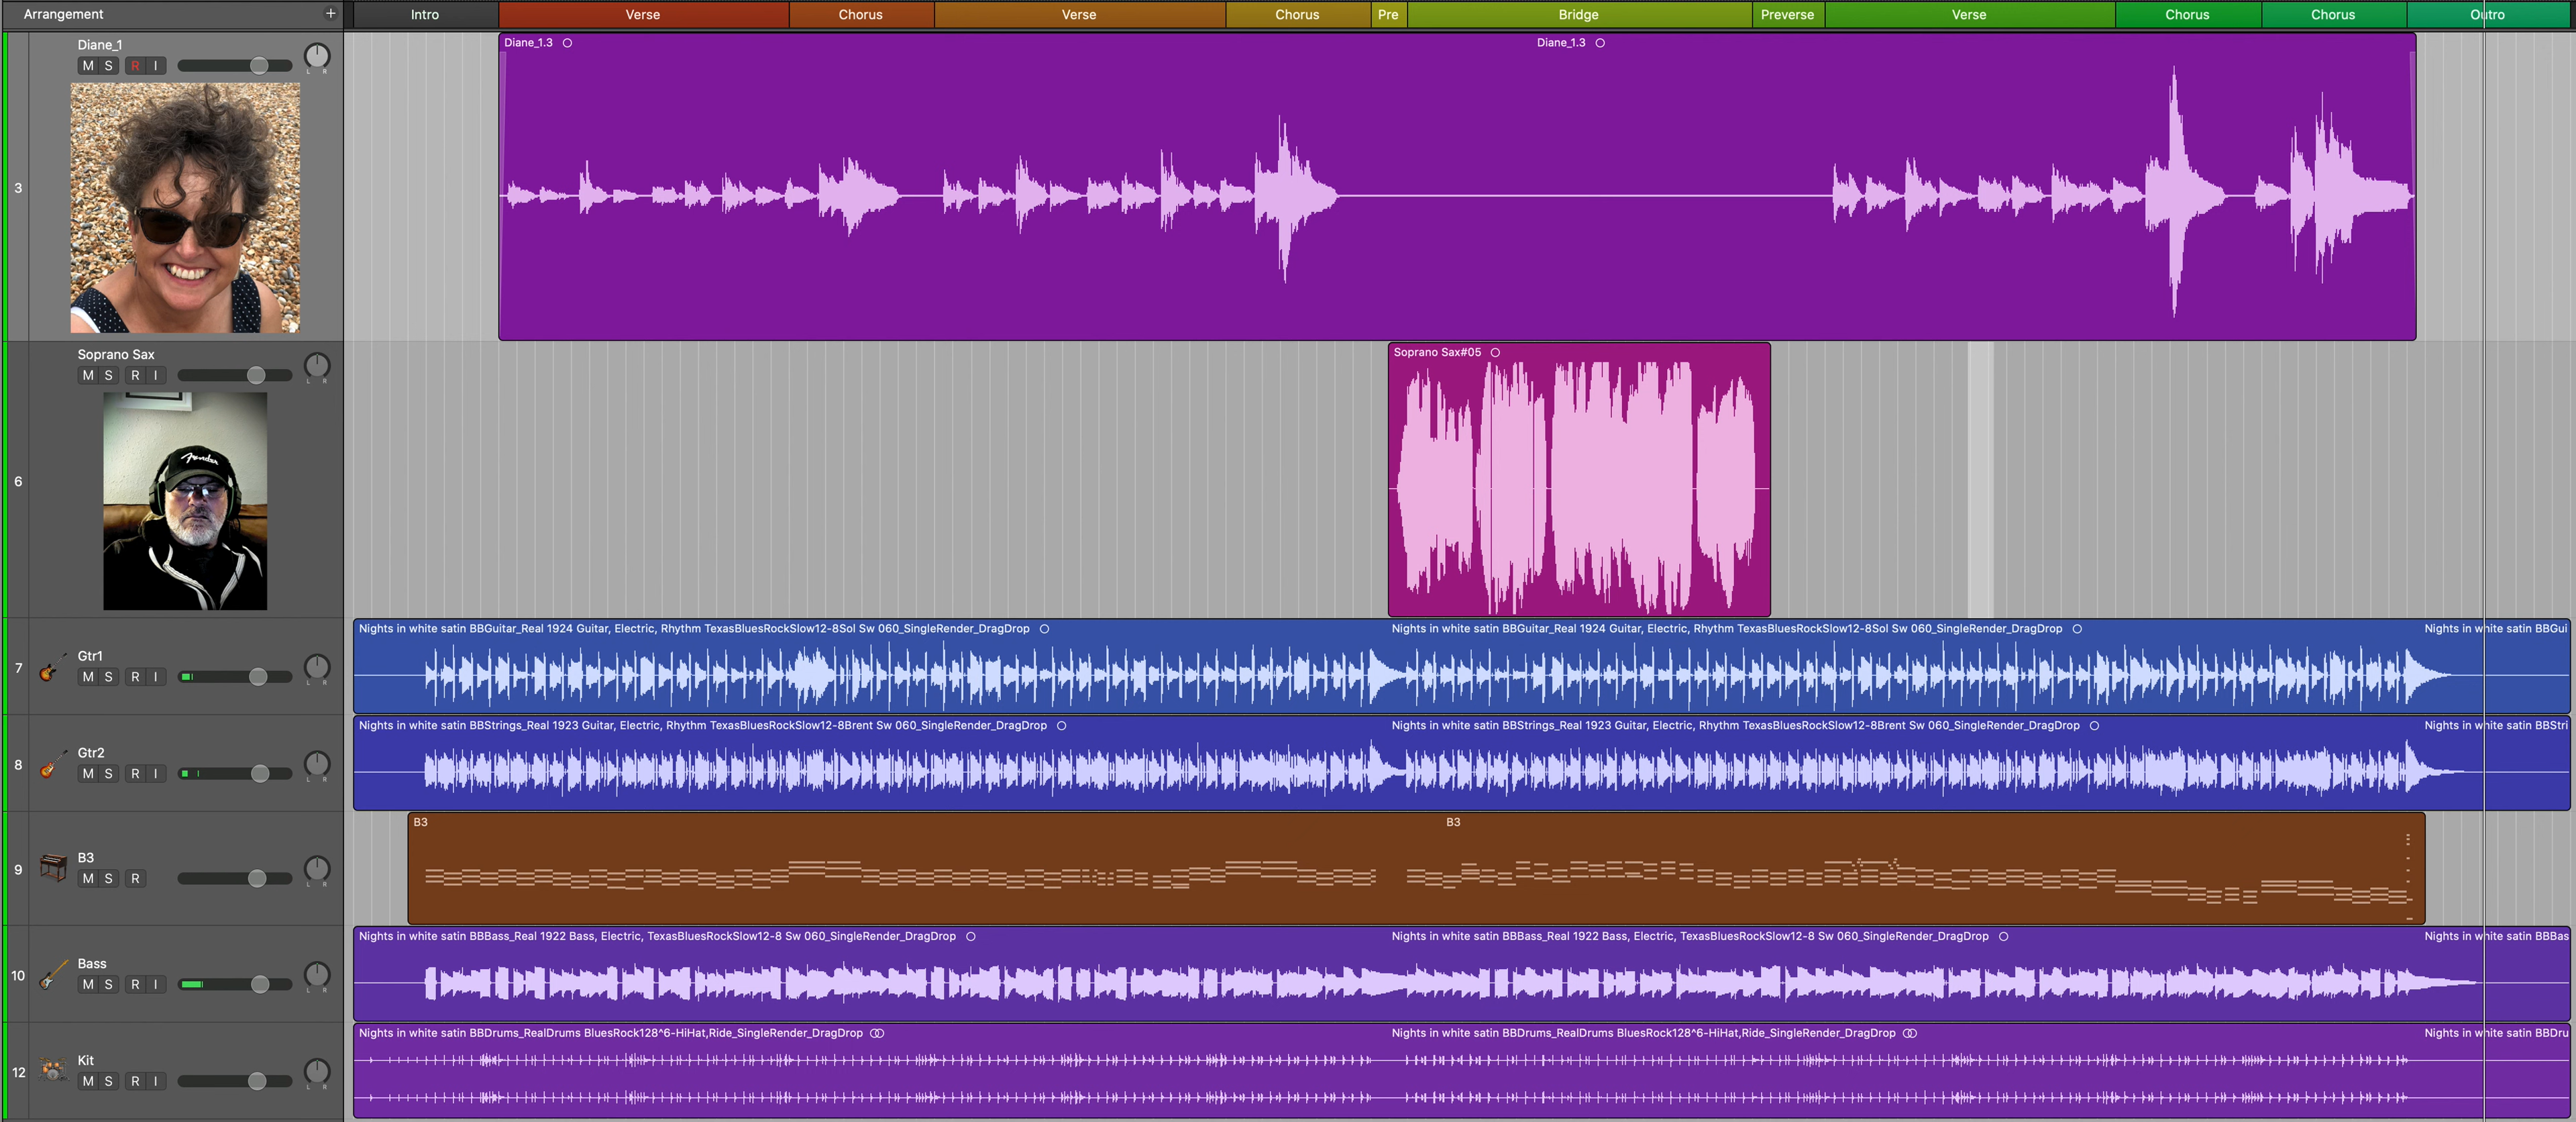 Arrangement + Intro Verse Chorus Verse Chorus Pre Bridge Preverse Verse Chorus Chorus Outro
Diane_1 Diane_1.3 Diane_1.3
M S R I
L R
3
Soprano Sax Soprano Sax#05
M S R I
L R
Fender
6
Nights in white satin BBGuitar_Real 1924 Guitar, Electric, Rhythm TexasBluesRockSlow12-8Sol Sw 060_SingleRender_DragDrop Nights in white satin BBGuitar_Real 1924 Guitar, Electric, Rhythm TexasBluesRockSlow12-8Sol Sw 060_SingleRender_DragDrop Nights in white satin BBGui
Gtr1
7
M S R I
L R
Nights in white satin BBStrings_Real 1923 Guitar, Electric, Rhythm TexasBluesRockSlow12-8Brent Sw 060_SingleRender_DragDrop Nights in white satin BBStrings_Real 1923 Guitar, Electric, Rhythm TexasBluesRockSlow12-8Brent Sw 060_SingleRender_DragDrop Nights in white satin BBStri
Gtr2
8
M S R I
L R
B3 B3
B3
9
M S R
L R
Nights in white satin BBBass_Real 1922 Bass, Electric, TexasBluesRockSlow12-8 Sw 060_SingleRender_DragDrop Nights in white satin BBBass_Real 1922 Bass, Electric, TexasBluesRockSlow12-8 Sw 060_SingleRender_DragDrop Nights in white satin BBBas
Bass
10
M S R I
L R
Nights in white satin BBDrums_RealDrums BluesRock128^6-HiHat,Ride_SingleRender_DragDrop Nights in white satin BBDrums_RealDrums BluesRock128^6-HiHat,Ride_SingleRender_DragDrop Nights in white satin BBDru
Kit
12
M S R I
L R